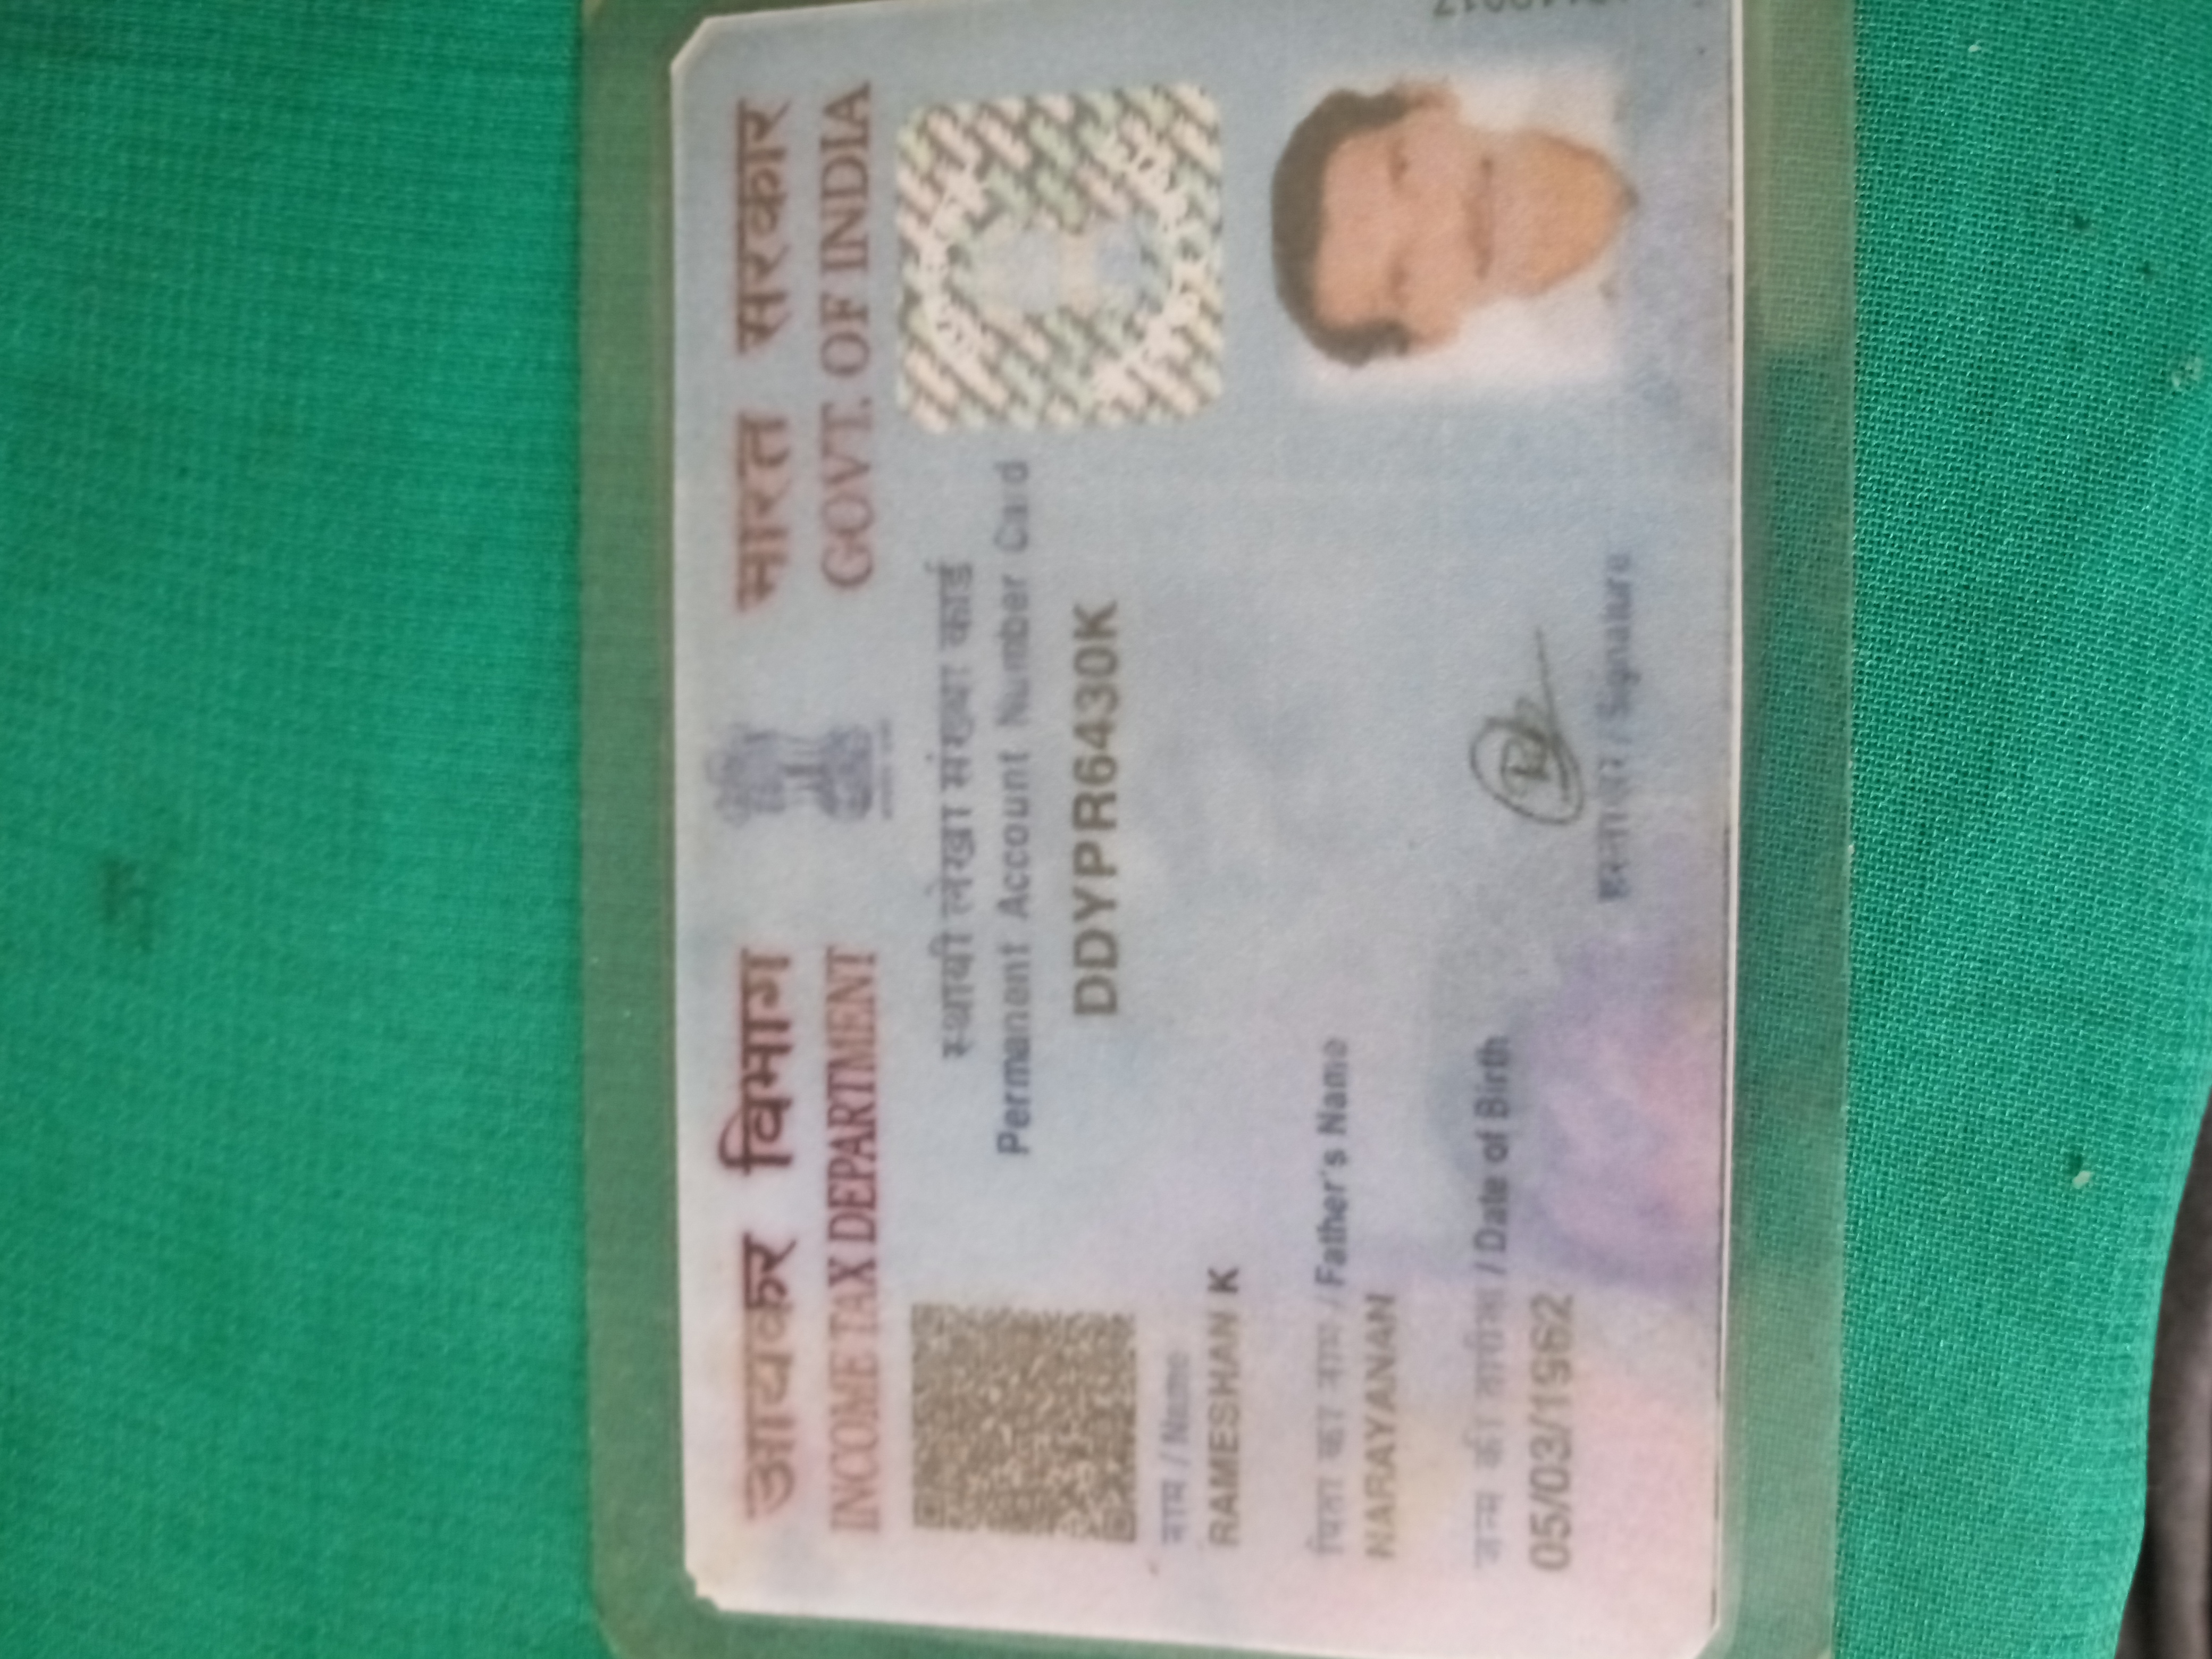 आयकर विभाग
INCOME TAX DEPARTMENT
भारत सरकार
GOVT. OF INDIA
स्थायी लेखा संख्या कार्ड
Permanent Account Number Card
DDYPR6430K
नाम / Name
RAMESHAN K
पिता का नाम / Father's Name
NARAYANAN
जन्म की तारीख / Date of Birth
05/03/1962
हस्ताक्षर / Signature